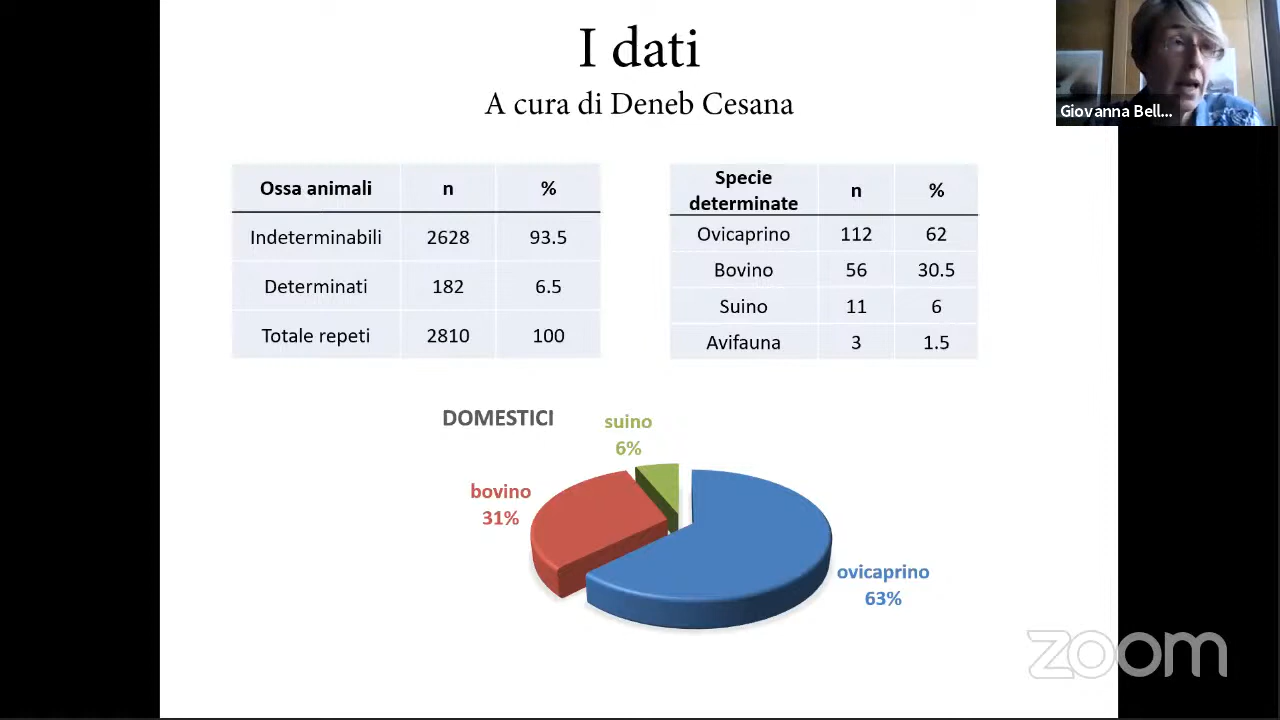 I dati
A cura di Deneb Cesana
Giovanna Bell...
Ossa animali n %
Indeterminabili 2628 93.5
Determinati 182 6.5
Totale repeti 2810 100
Specie
determinate n %
Ovicaprino 112 62
Bovino 56 30.5
Suino 11 6
Avifauna 3 1.5
DOMESTICI
suino
6%
bovino
31%
ovicaprino
63%
zoom